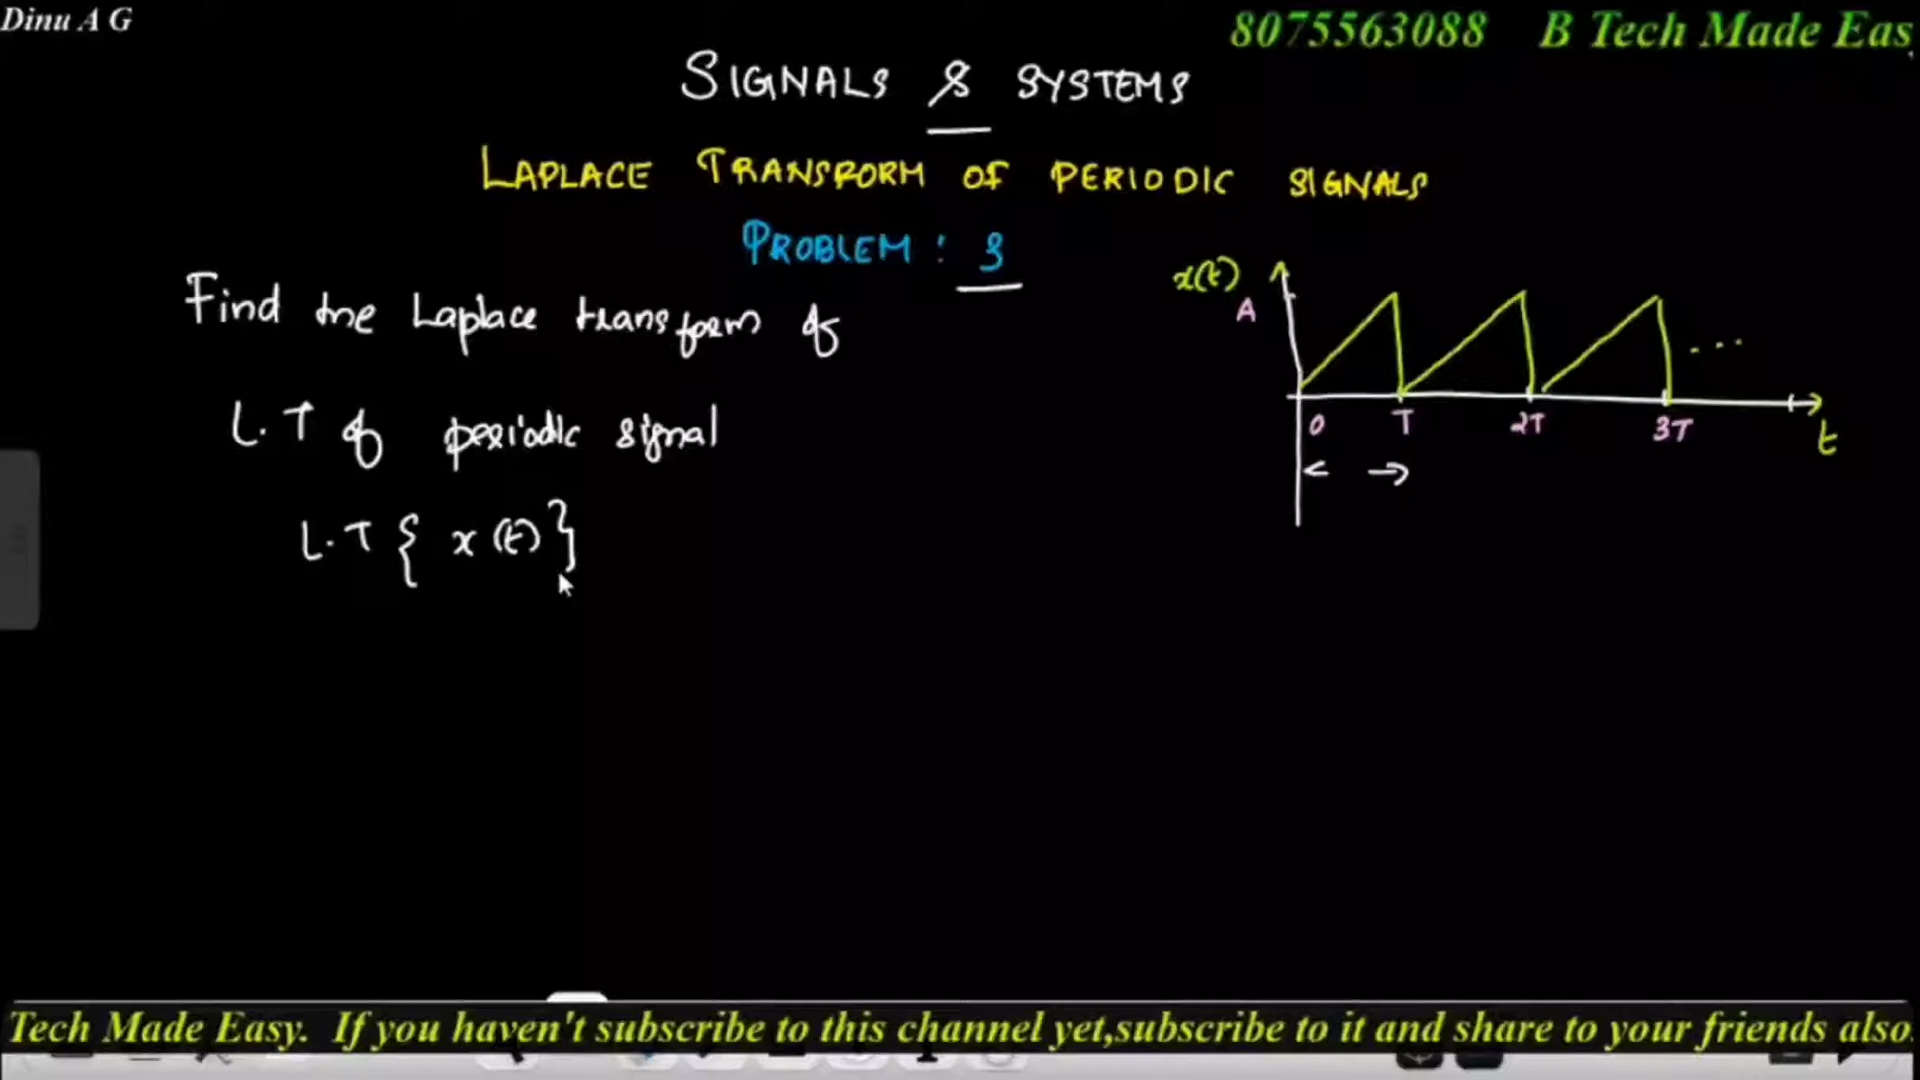 Dinu A G
8075563088 B Tech Made Eas
SIGNALS & SYSTEMS
LAPLACE TRANSFORM OF PERIODIC SIGNALS
PROBLEM : 3
Find the Laplace transform of
L.T of periodic signal
L.T { x(t) }
x(t)
A
0 T 2T 3T
t
Tech Made Easy. If you haven't subscribe to this channel yet,subscribe to it and share to your friends also.